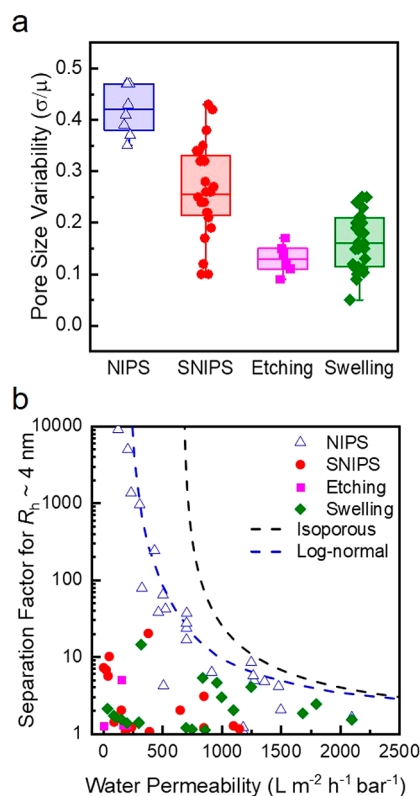 a
Pore Size Variability (σ/μ)
0.5
0.4
0.3
0.2
0.1
0.0
NIPS SNIPS Etching Swelling
b
Separation Factor for Rh ~ 4 nm
10000
1000
100
10
1
NIPS
SNIPS
Etching
Swelling
Isoporous
Log-normal
0 500 1000 1500 2000 2500
Water Permeability (L m⁻² h⁻¹ bar⁻¹)